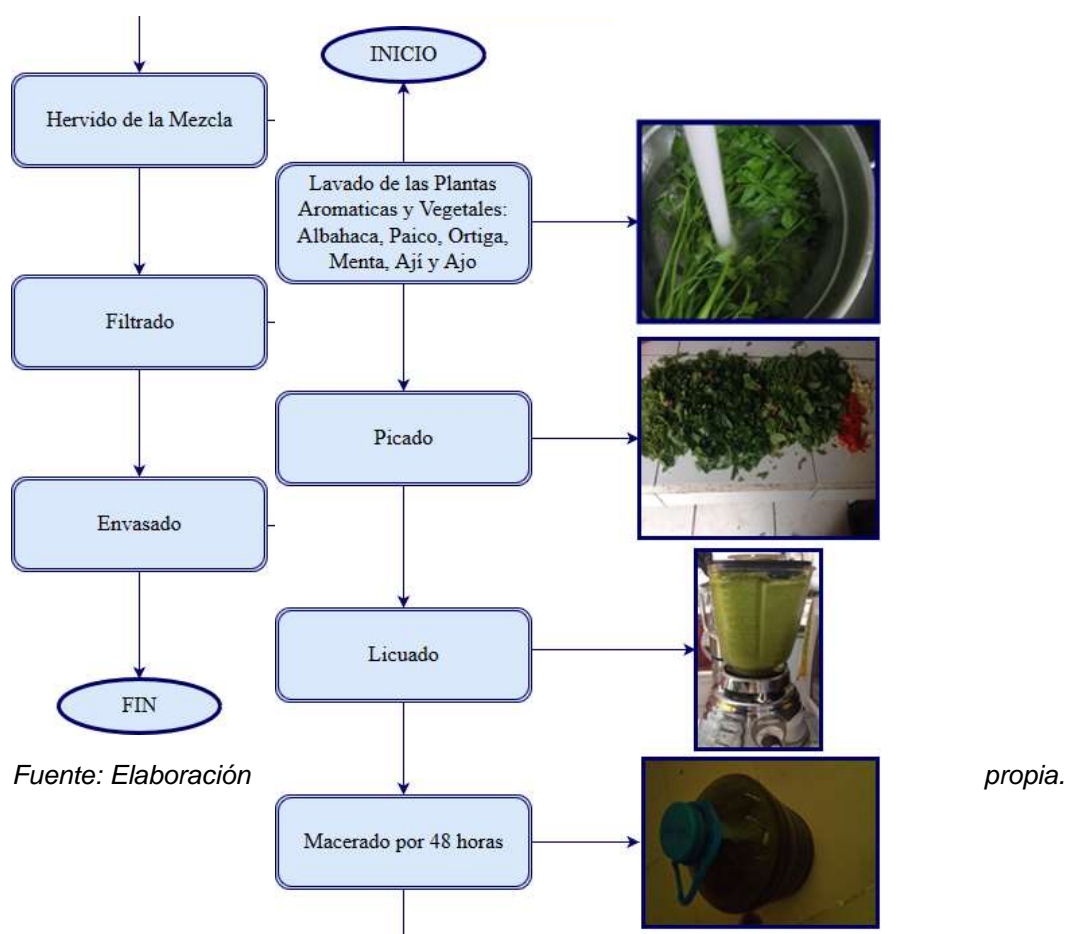 INICIO
Lavado de las Plantas
Aromaticas y Vegetales:
Albahaca, Paico, Ortiga,
Menta, Ají y Ajo
Picado
Licuado
Macerado por 48 horas
Hervido de la Mezcla
Filtrado
Envasado
FIN
Fuente: Elaboración propia.